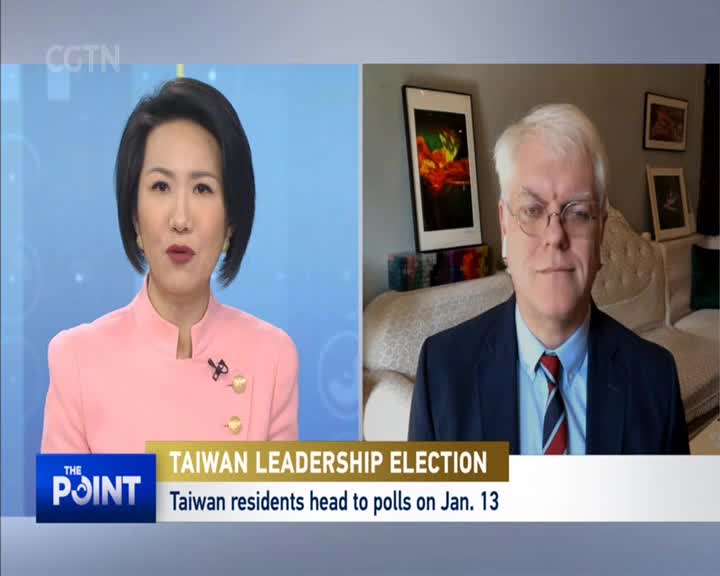 CGTN
TAIWAN LEADERSHIP ELECTION
THE
POINT
Taiwan residents head to polls on Jan. 13